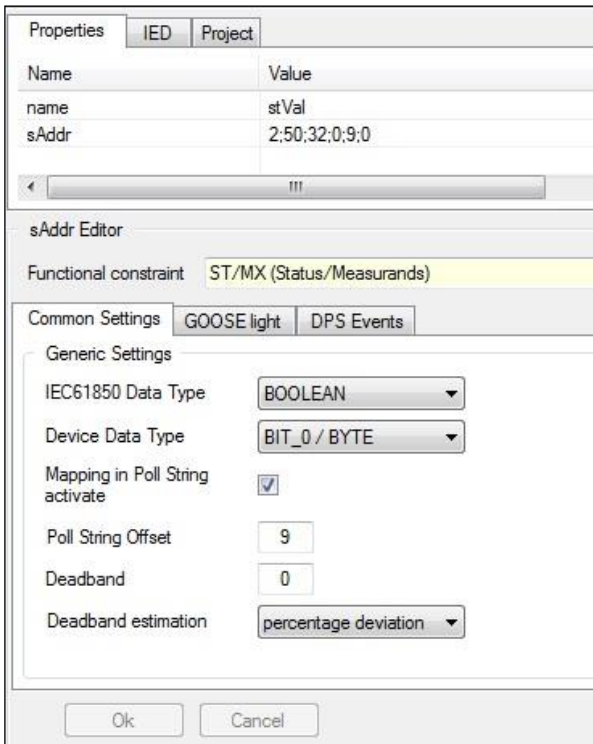 Properties IED Project
Name Value
name stVal
sAddr 2;50;32;0;9;0
sAddr Editor
Functional constraint ST/MX (Status/Measurands)
Common Settings GOOSE light DPS Events
Generic Settings
IEC61850 Data Type BOOLEAN
Device Data Type BIT_0 / BYTE
Mapping in Poll String
activate
Poll String Offset 9
Deadband 0
Deadband estimation percentage deviation
Ok Cancel